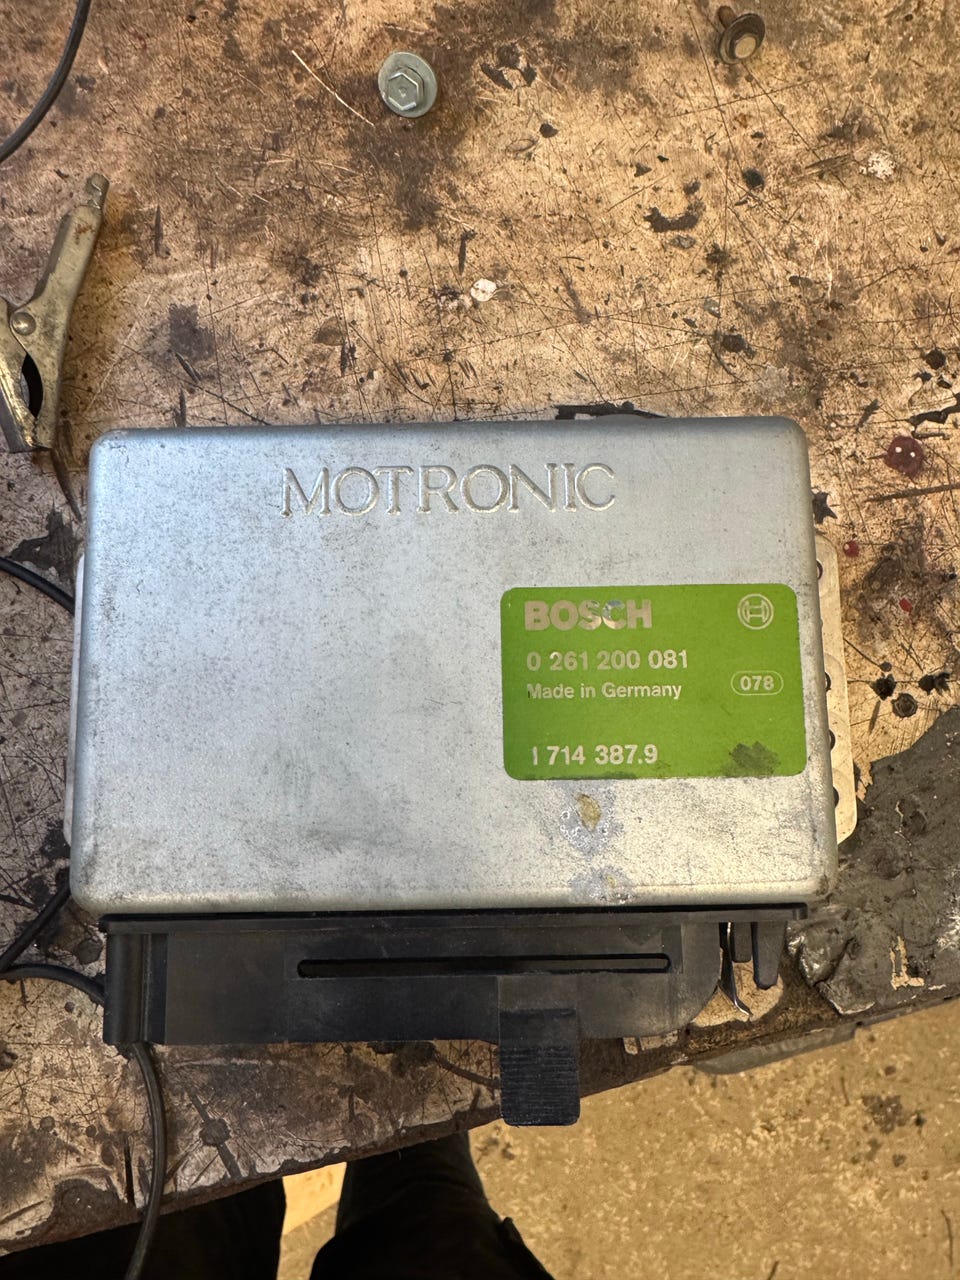 MOTRONIC
BOSCH
0 261 200 081
Made in Germany
078
1 714 387.9